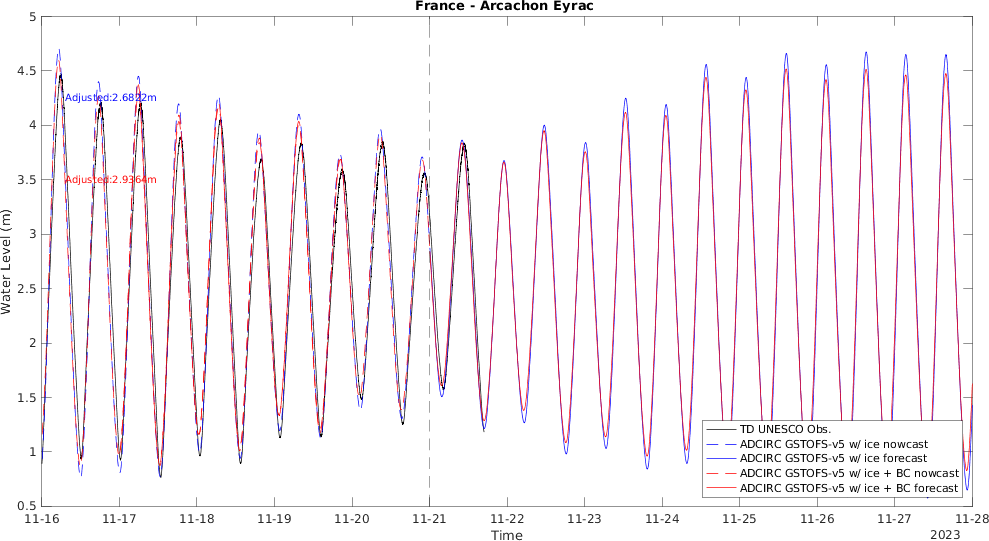 France - Arcachon Eyrac
Water Level (m)
5
4.5
4
3.5
3
2.5
2
1.5
1
0.5
Adjusted:2.6822m
Adjusted:2.9364m
TD UNESCO Obs.
ADCIRC GSTOFS-v5 w/ ice nowcast
ADCIRC GSTOFS-v5 w/ ice forecast
ADCIRC GSTOFS-v5 w/ ice + BC nowcast
ADCIRC GSTOFS-v5 w/ ice + BC forecast
11-16 11-17 11-18 11-19 11-20 11-21 11-22 11-23 11-24 11-25 11-26 11-27 11-28
Time
2023